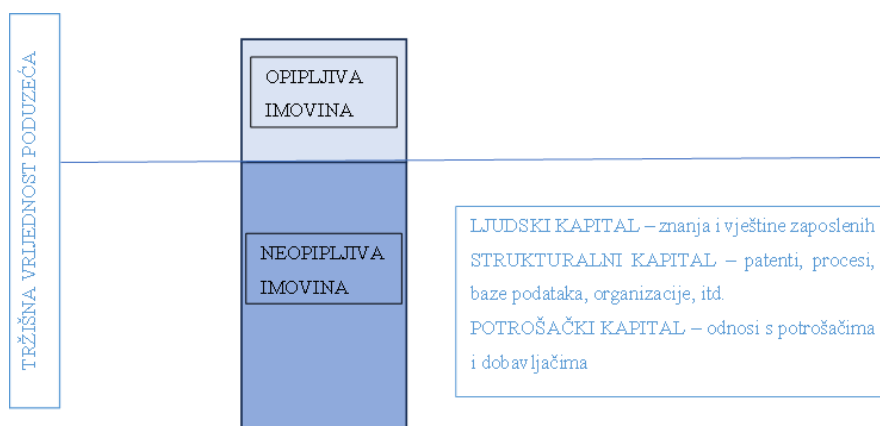 TRŽIŠNA VRIJEDNOST PODUZEĆA
OPIPLJIVA
IMOVINA
NEOPIPLJIVA
IMOVINA
LJUDSKI KAPITAL – znanja i vještine zaposlenih
STRUKTURALNI KAPITAL – patenti, procesi,
baze podataka, organizacije, itd.
POTROŠAČKI KAPITAL – odnosi s potrošačima
i dobavljačima